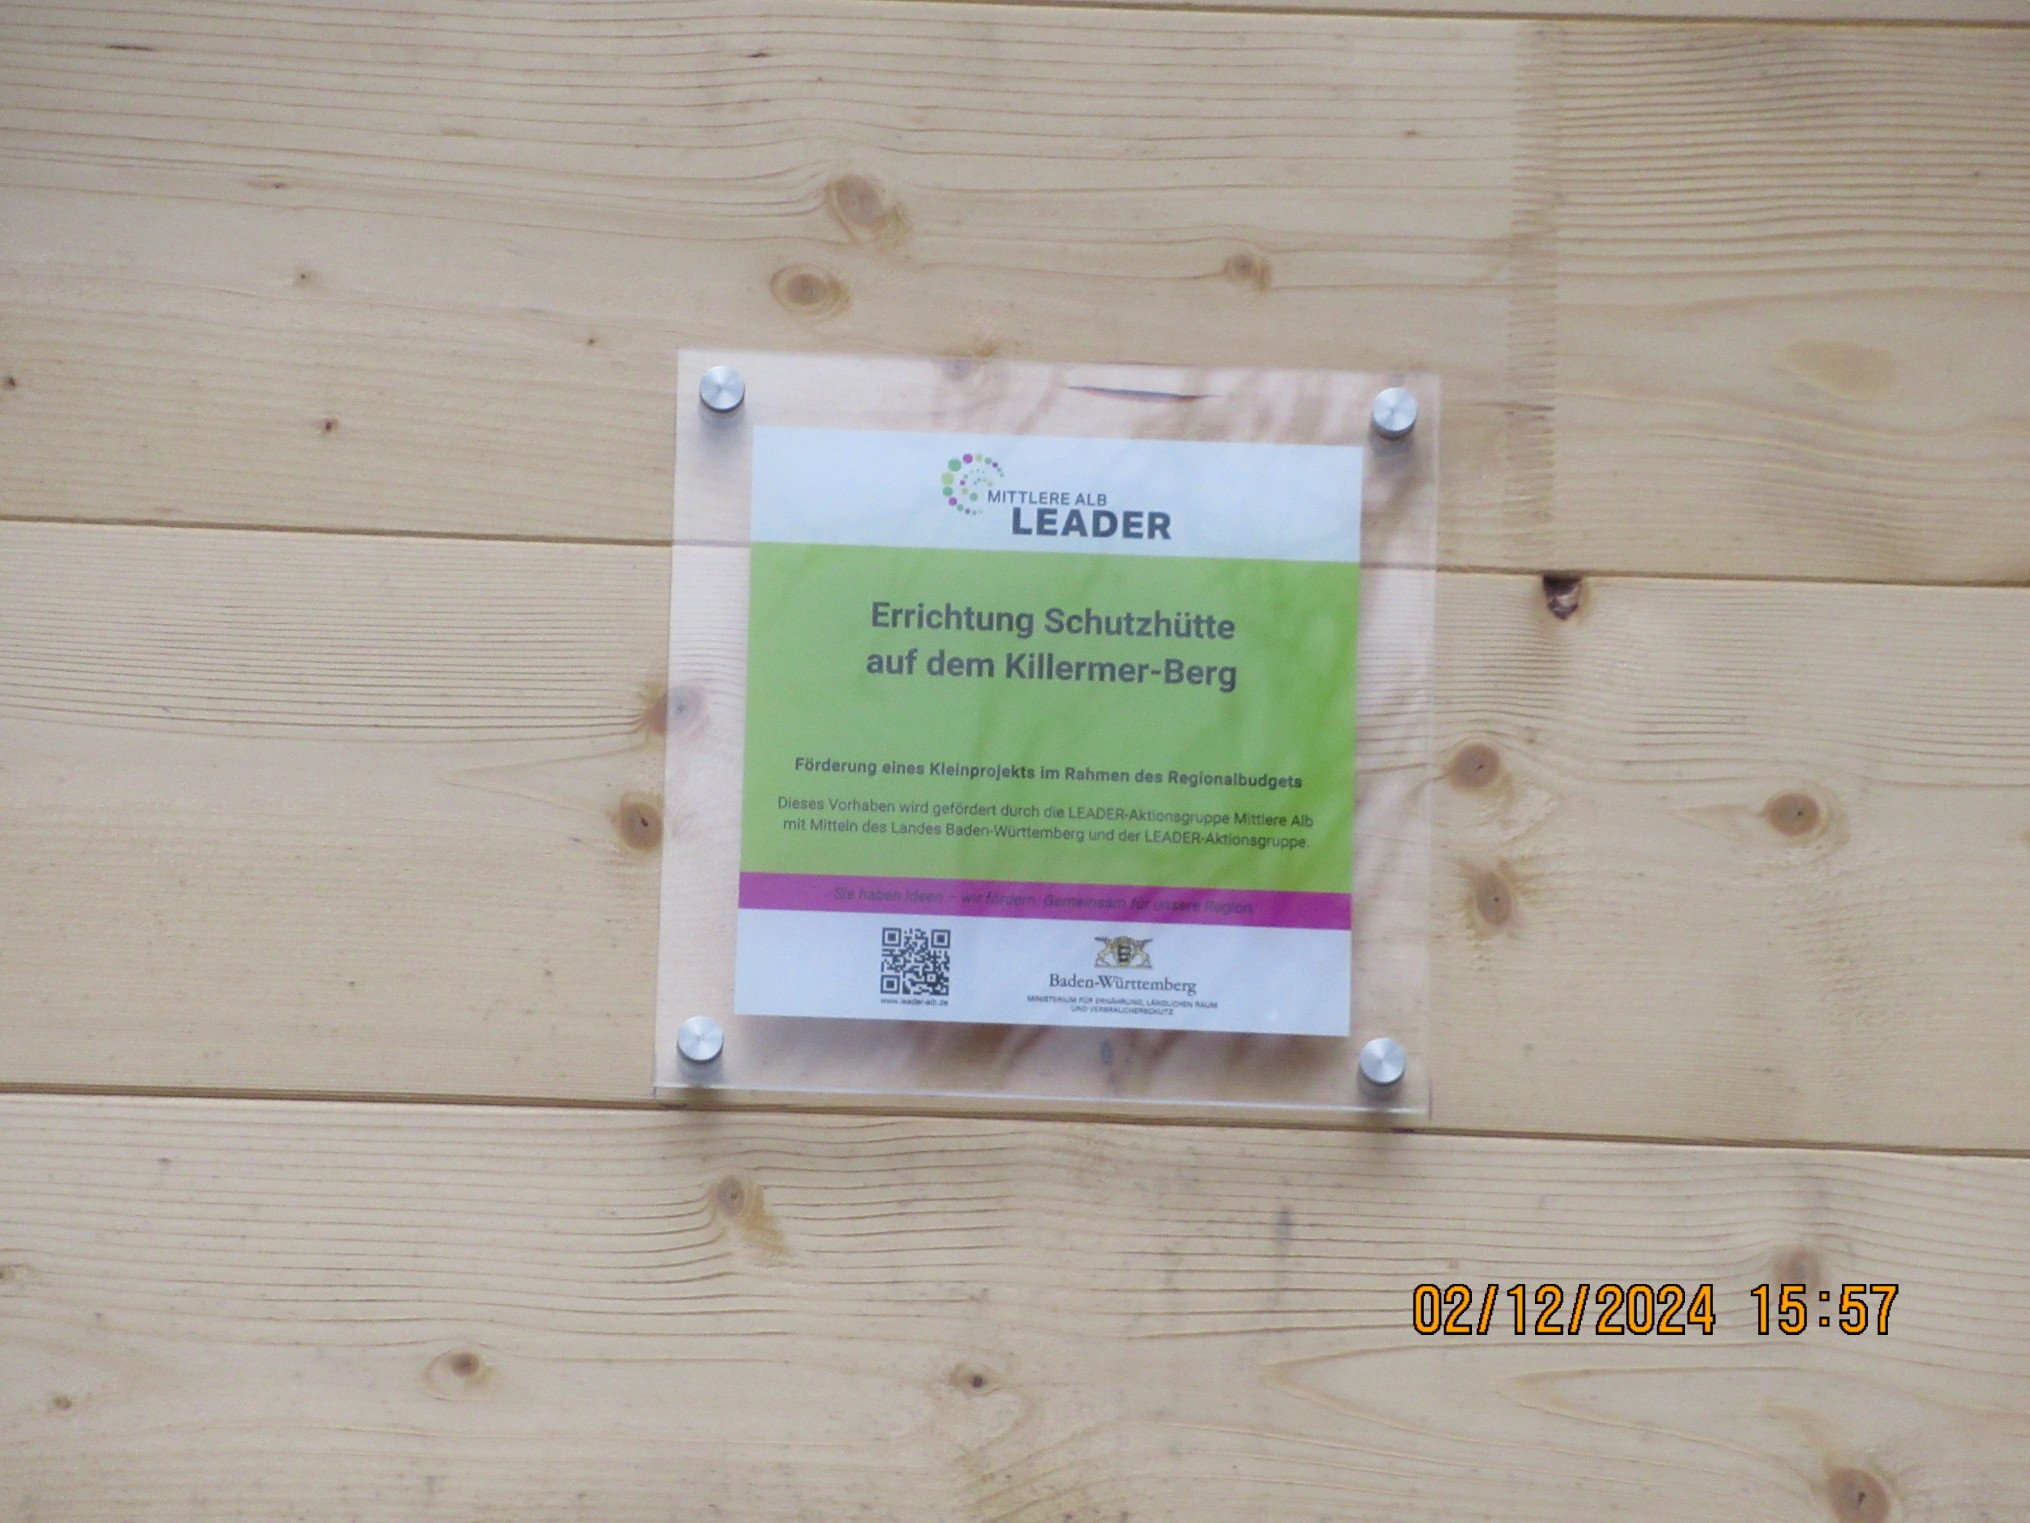 MITTLERE ALB
LEADER
Errichtung Schutzhütte
auf dem Killermer-Berg
Förderung eines Kleinprojekts im Rahmen des Regionalbudgets
Dieses Vorhaben wird gefördert durch die LEADER-Aktionsgruppe Mittlere Alb
mit Mitteln des Landes Baden-Württemberg und der LEADER-Aktionsgruppe.
Sie haben Ideen – wir fördern. Gemeinsam für unsere Region.
www.leader-alb.de
Baden-Württemberg
MINISTERIUM FÜR ERNÄHRUNG, LÄNDLICHEN RAUM
UND VERBRAUCHERSCHUTZ
02/12/2024 15:57